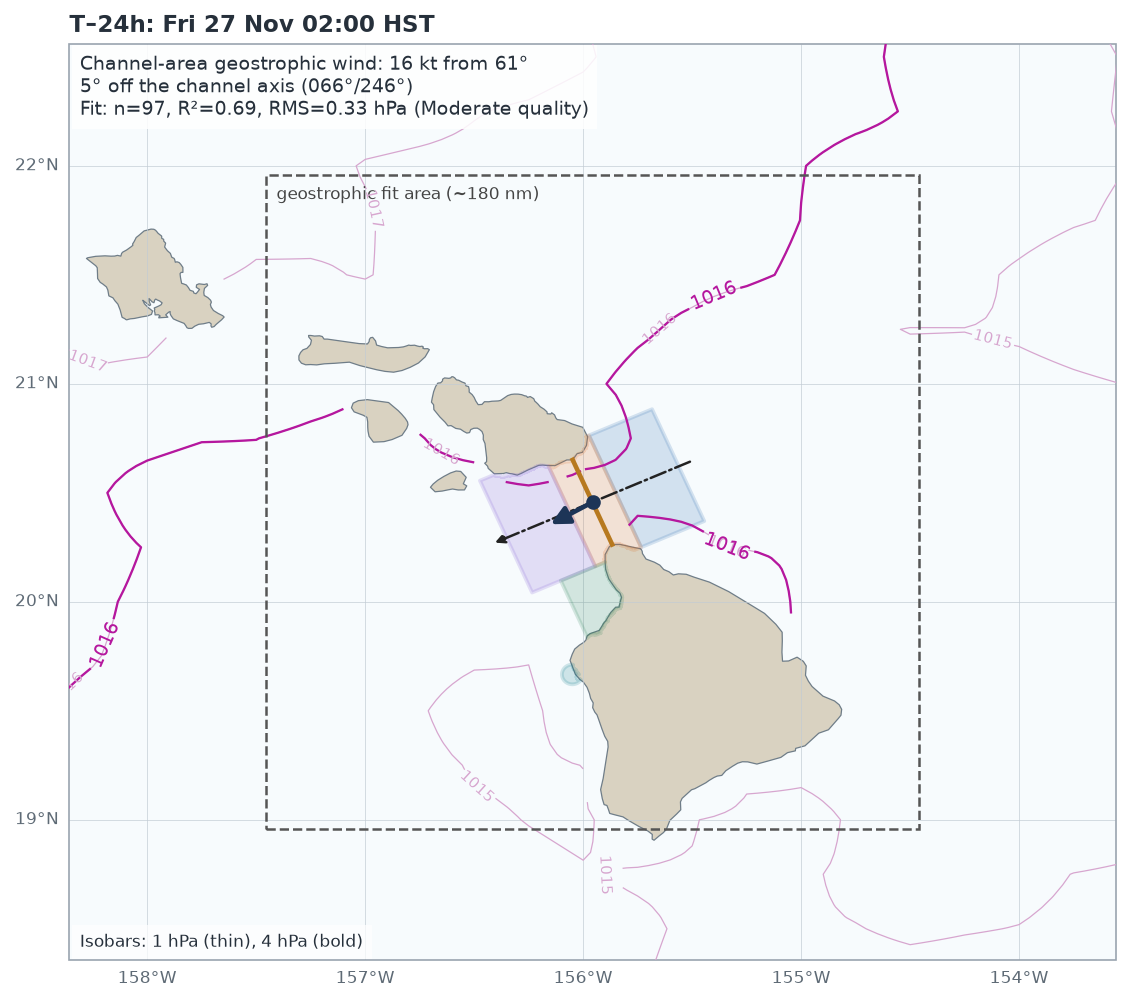 T−24h: Fri 27 Nov 02:00 HST
Channel-area geostrophic wind: 16 kt from 61°
5° off the channel axis (066°/246°)
Fit: n=97, R²=0.69, RMS=0.33 hPa (Moderate quality)
22°N
geostrophic fit area (~180 nm)
1017
1016
1016
1015
1017
21°N
1016
1016
1016
20°N
1016
16
1015
19°N
1015
Isobars: 1 hPa (thin), 4 hPa (bold)
158°W
157°W
156°W
155°W
154°W